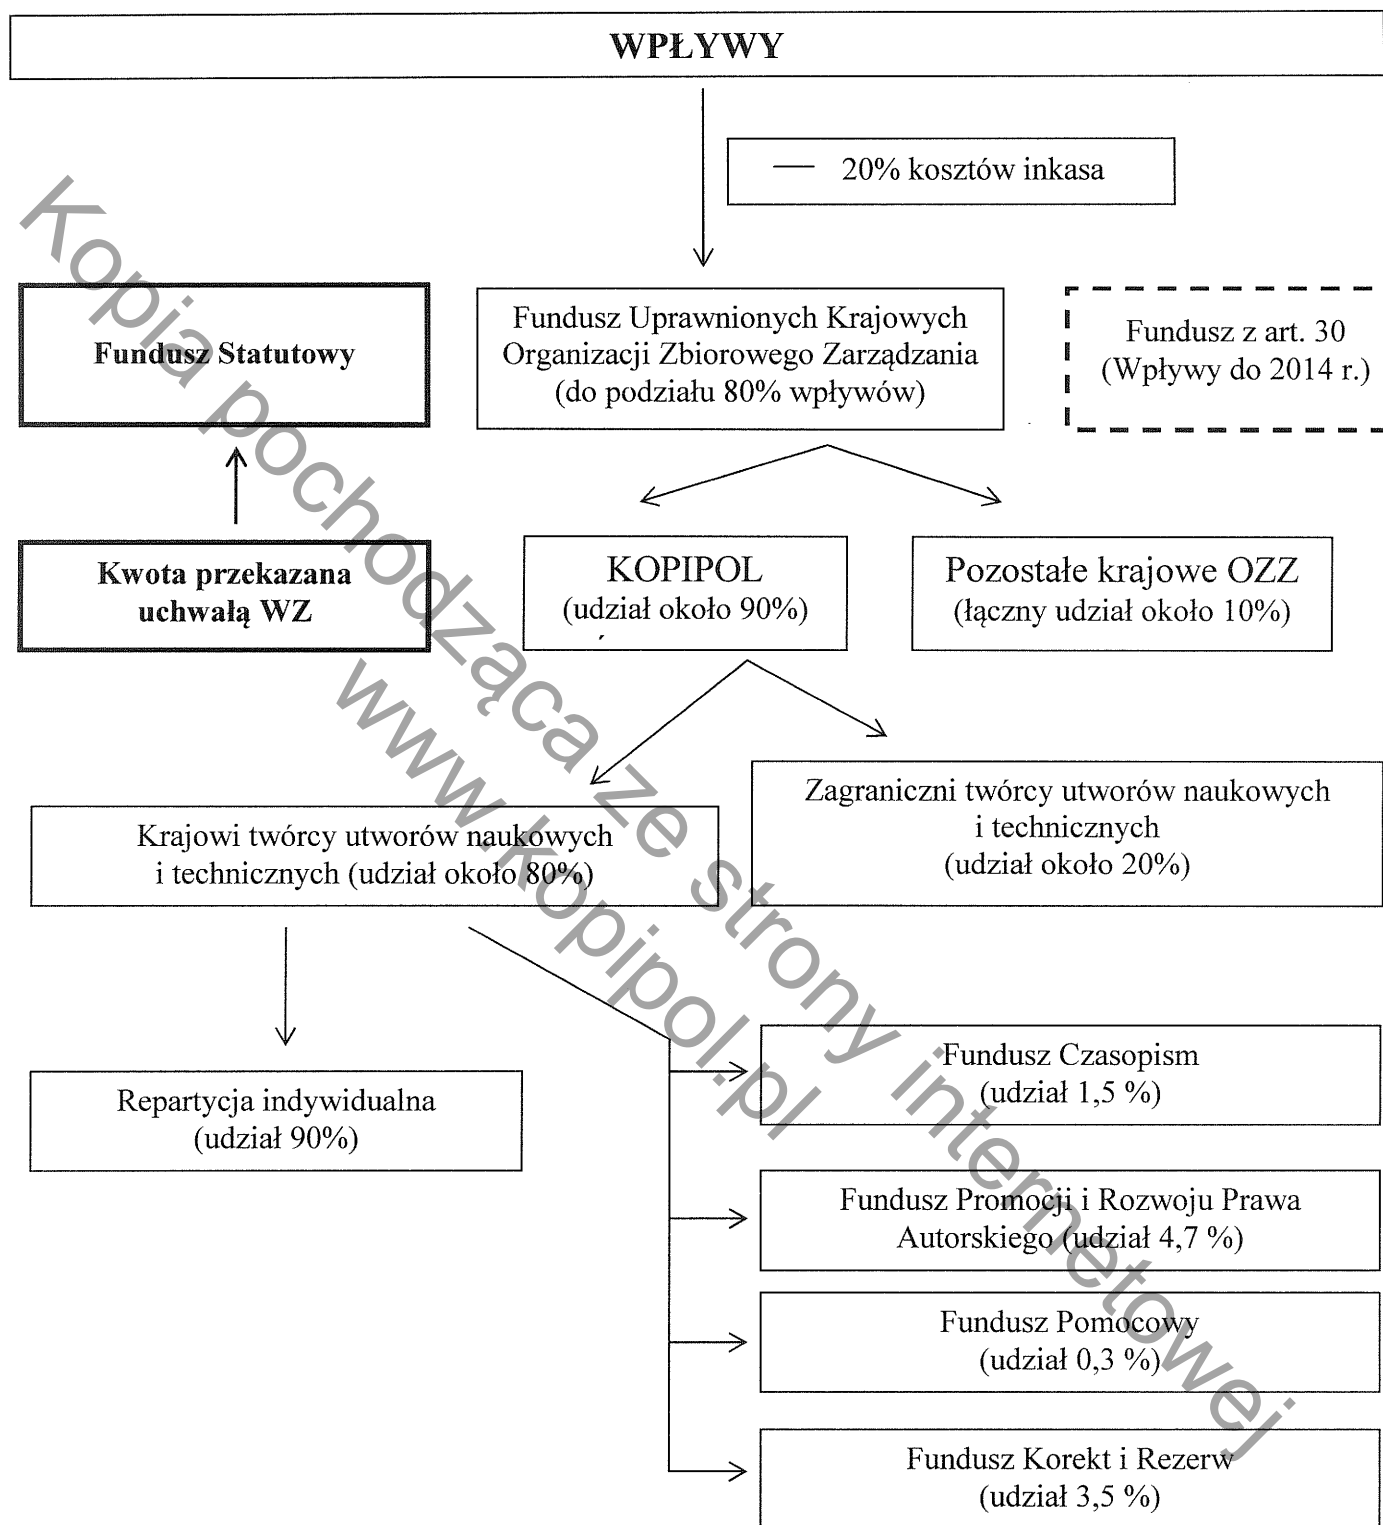 WPŁYWY
— 20% kosztów inkasa
Fundusz Statutowy
Fundusz Uprawnionych Krajowych
Organizacji Zbiorowego Zarządzania
(do podziału 80% wpływów)
Fundusz z art. 30
(Wpływy do 2014 r.)
Kwota przekazana
uchwałą WZ
KOPIPOL
(udział około 90%)
Pozostałe krajowe OZZ
(łączny udział około 10%)
Krajowi twórcy utworów naukowych
i technicznych (udział około 80%)
Zagraniczni twórcy utworów naukowych
i technicznych
(udział około 20%)
Repartycja indywidualna
(udział 90%)
Fundusz Czasopism
(udział 1,5 %)
Fundusz Promocji i Rozwoju Prawa
Autorskiego (udział 4,7 %)
Fundusz Pomocowy
(udział 0,3 %)
Fundusz Korekt i Rezerw
(udział 3,5 %)
Kopia pochodząca ze strony internetowej
www.kopipol.pl